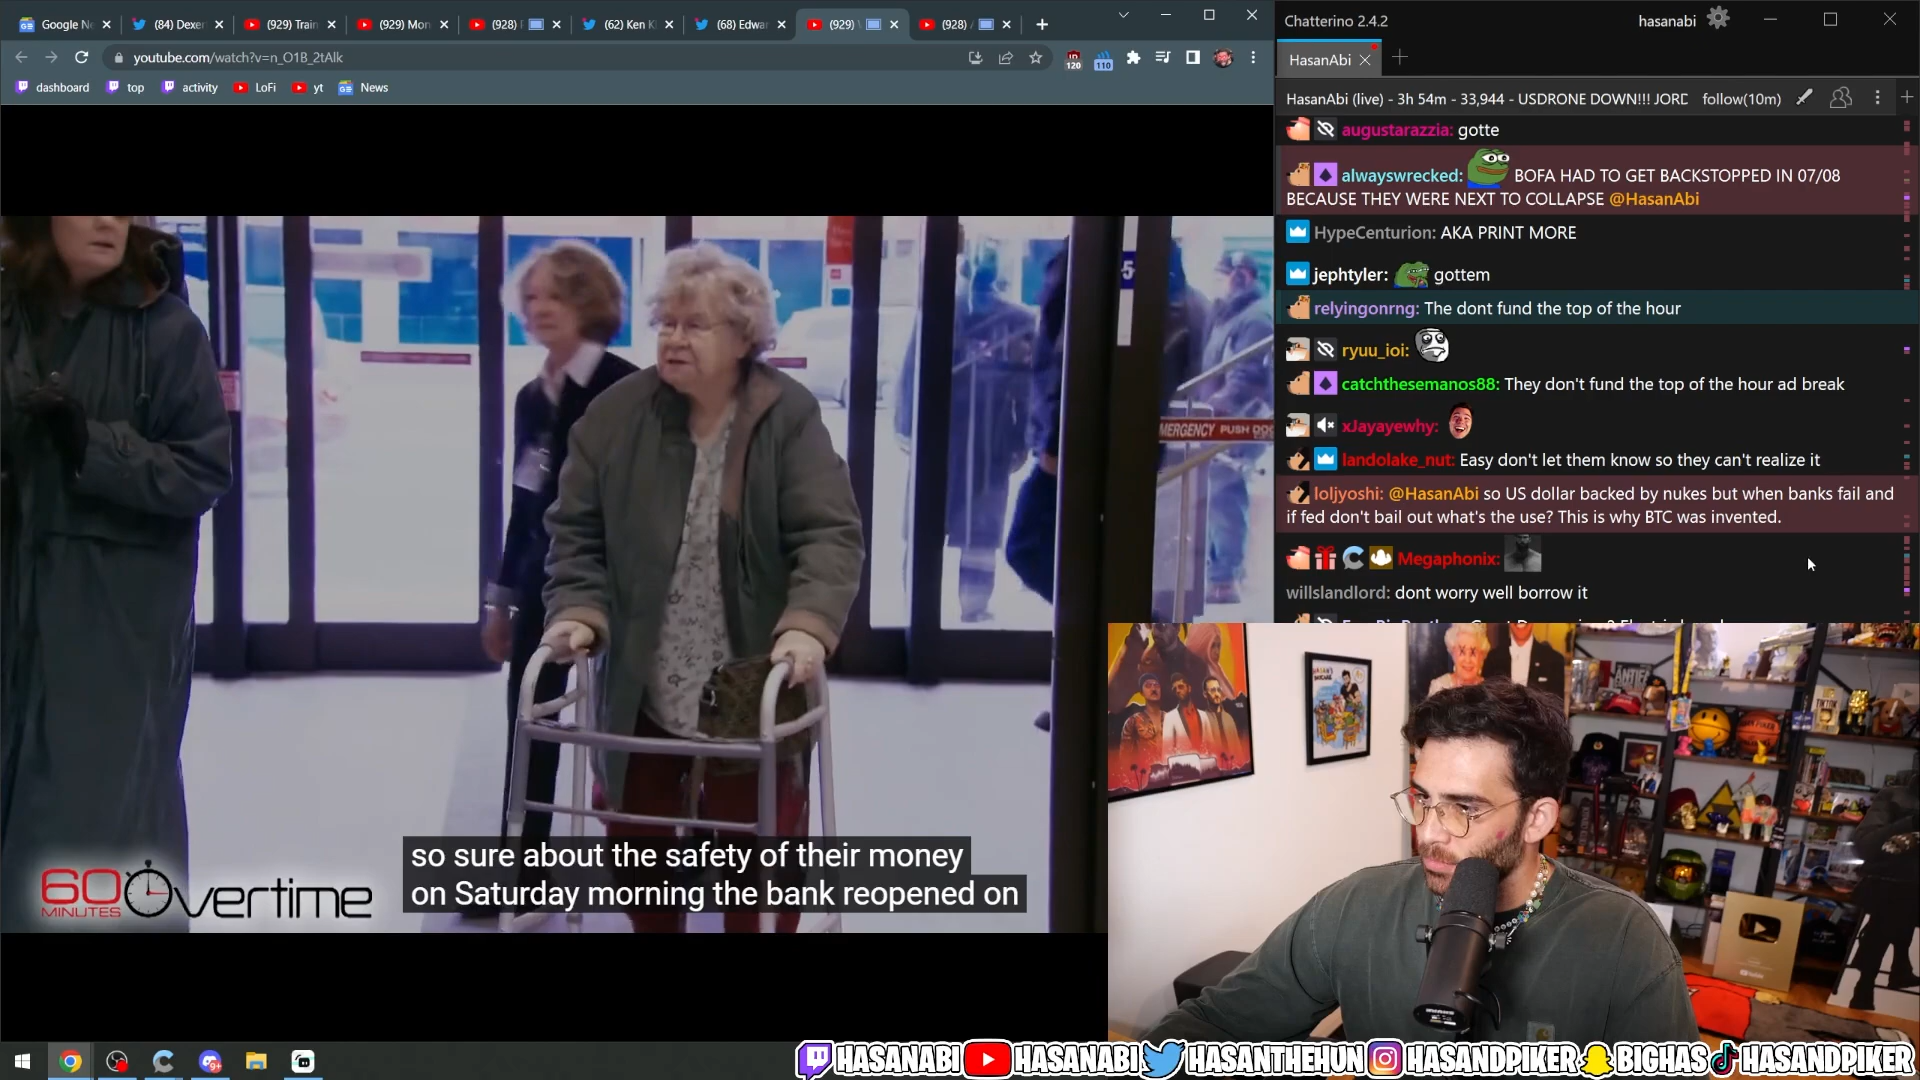 Google Ne
(84) Dexer
(929) Train
(929) Mon
(928)
(62) Ken K
(68) Edwa
(929)
(928)
youtube.com/watch?v=n_O1B_2tAlk
120
110
dashboard
top
activity
LoFi
yt
News
5
MERGENCY PUSH DOO
so sure about the safety of their money
on Saturday morning the bank reopened on
60 MINUTES Overtime
Chatterino 2.4.2
hasanabi
HasanAbi
HasanAbi (live) - 3h 54m - 33,944 - USDRONE DOWN!!! JORD
follow(10m)
augustarazzia: gotte
alwayswrecked: BOFA HAD TO GET BACKSTOPPED IN 07/08
BECAUSE THEY WERE NEXT TO COLLAPSE @HasanAbi
HypeCenturion: AKA PRINT MORE
jephtyler: gottem
relyingonrng: The dont fund the top of the hour
ryuu_ioi:
catchthesemanos88: They don't fund the top of the hour ad break
xJayayewhy:
landolake_nut: Easy don't let them know so they can't realize it
loljyoshi: @HasanAbi so US dollar backed by nukes but when banks fail and
if fed don't bail out what's the use? This is why BTC was invented.
Megaphonix:
willslandlord: dont worry well borrow it
HASANABI HASANABI HASANTHEHUN HASANDPIKER BIGHAS HASANDPIKER